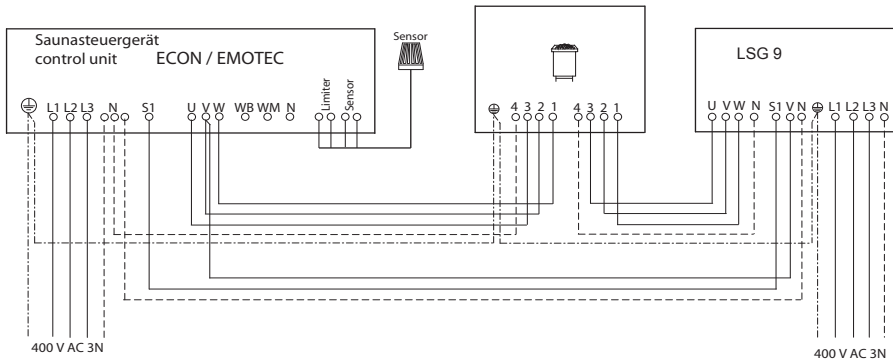 Saunasteuergerät
control unit ECON / EMOTEC
L1 L2 L3 N S1 U V W WB WM N Limiter Sensor
Sensor
4 3 2 1 4 3 2 1
LSG 9
U V W N S1 V N L1 L2 L3 N
400 V AC 3N
400 V AC 3N